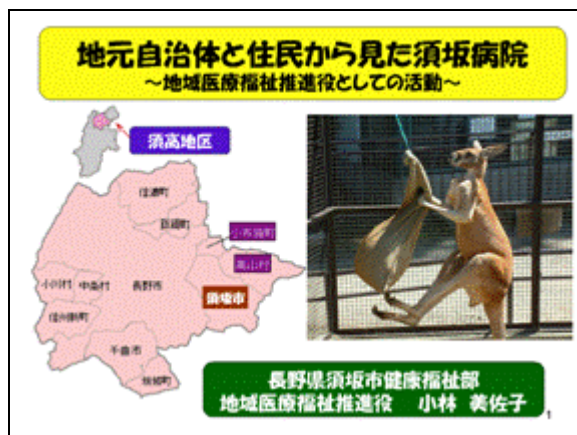 地元自治体と住民から見た須坂病院
～地域医療福祉推進役としての活動～
須高地区
信濃町
飯綱町
小布施町
高山村
小川村
中条村
長野市
須坂市
信州新町
千曲市
坂城町
長野県須坂市健康福祉部
地域医療福祉推進役 小林 美佐子
1